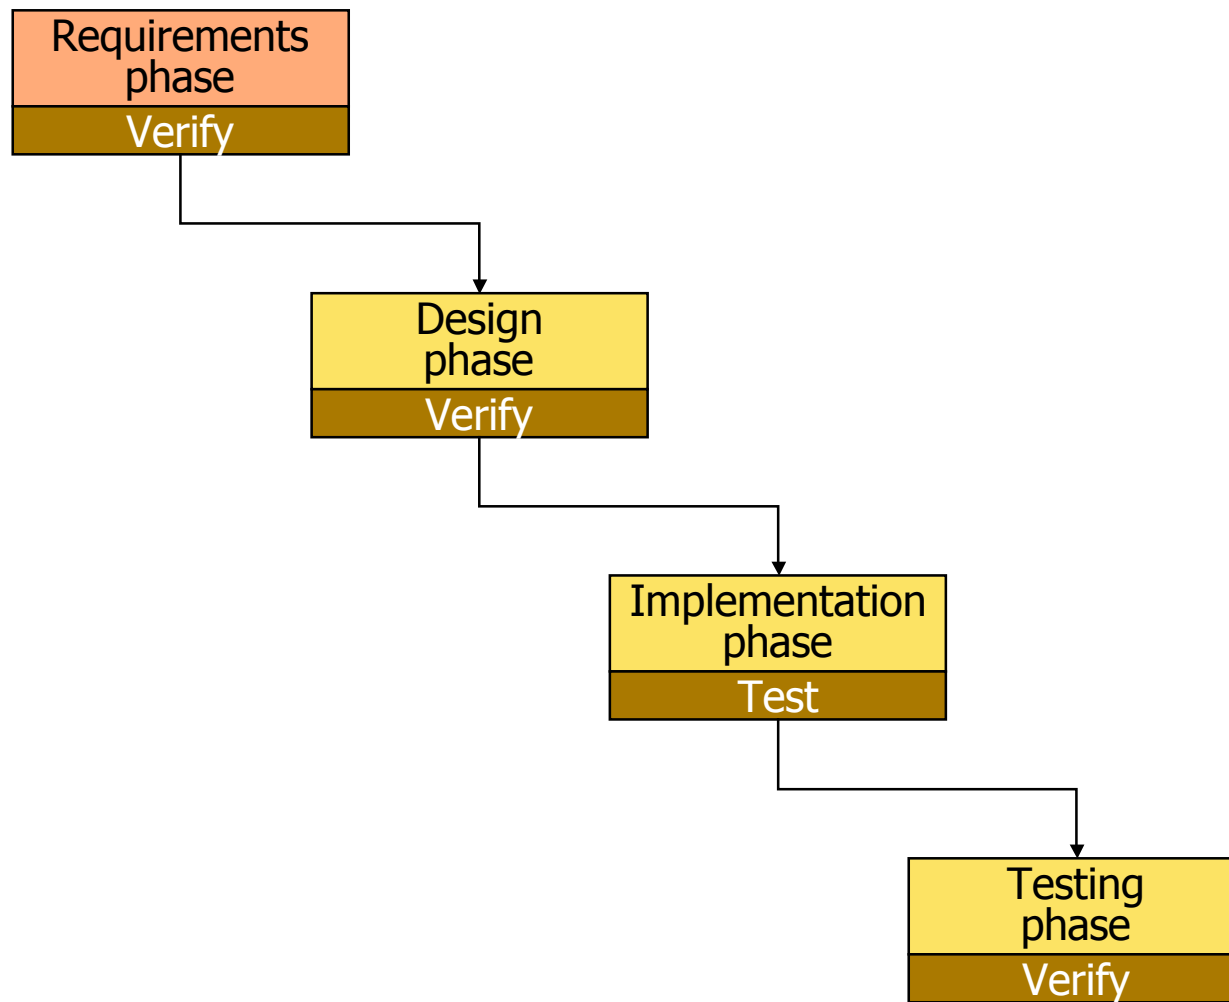 Requirements
phase
Verify
Design
phase
Verify
Implementation
phase
Test
Testing
phase
Verify